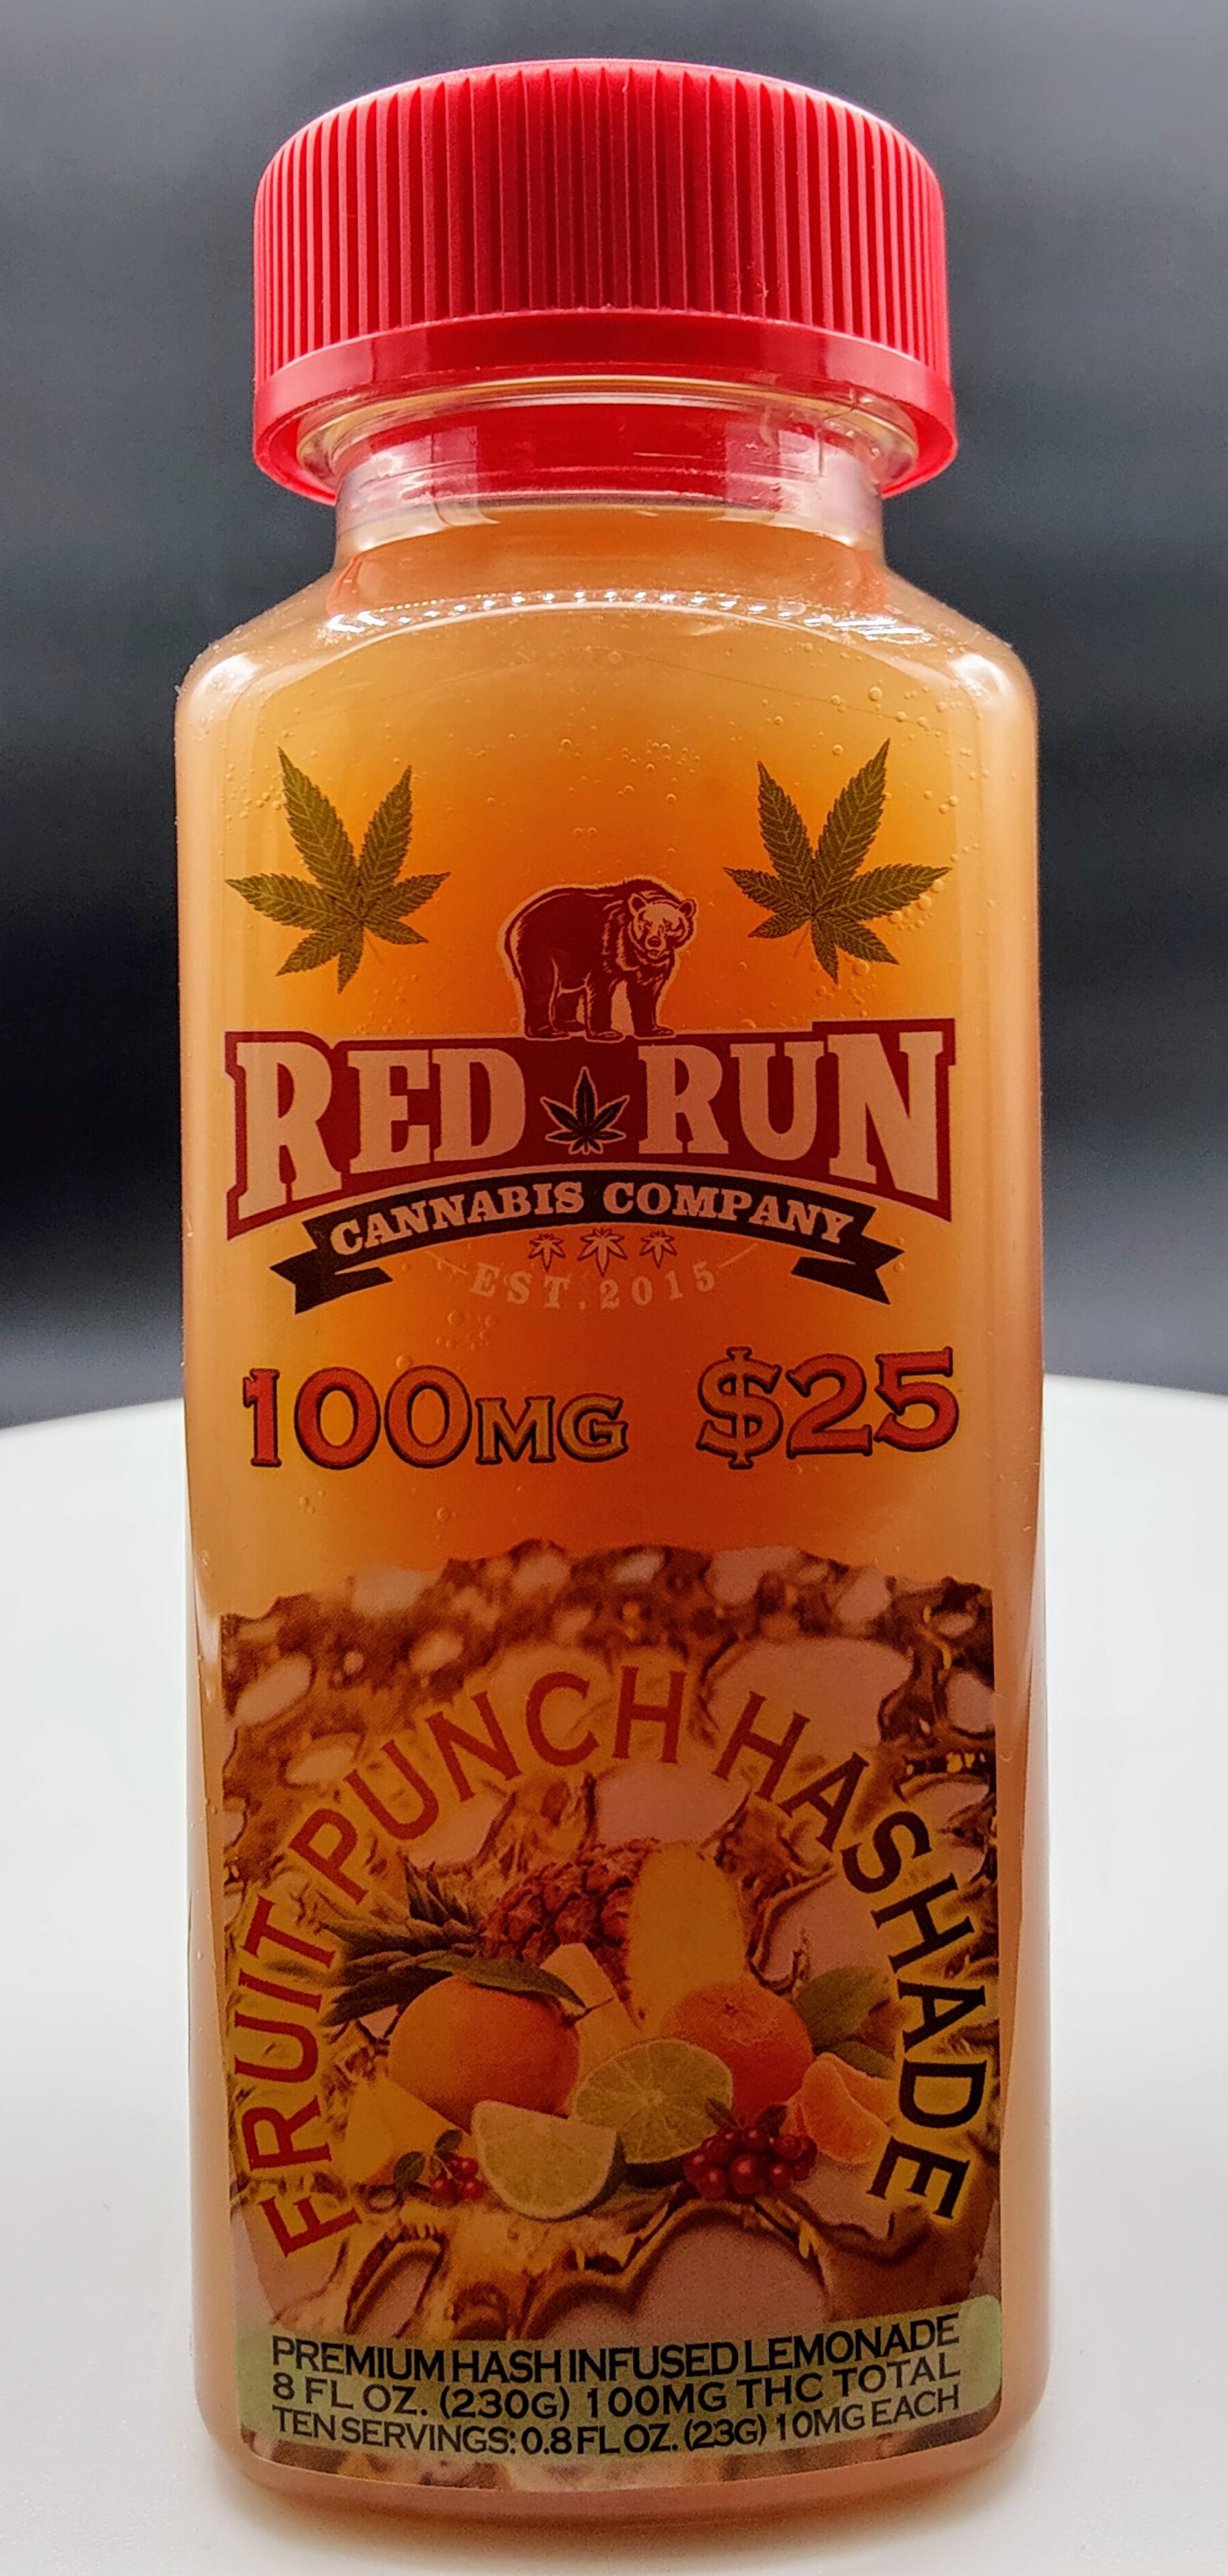 RED RUN
CANNABIS COMPANY
EST. 2015
100MG $25
FRUIT PUNCH HASHADE
PREMIUM HASH INFUSED LEMONADE
8 FL OZ. (230G) 100MG THC TOTAL
TEN SERVINGS: 0.8 FL OZ. (23G) 10MG EACH